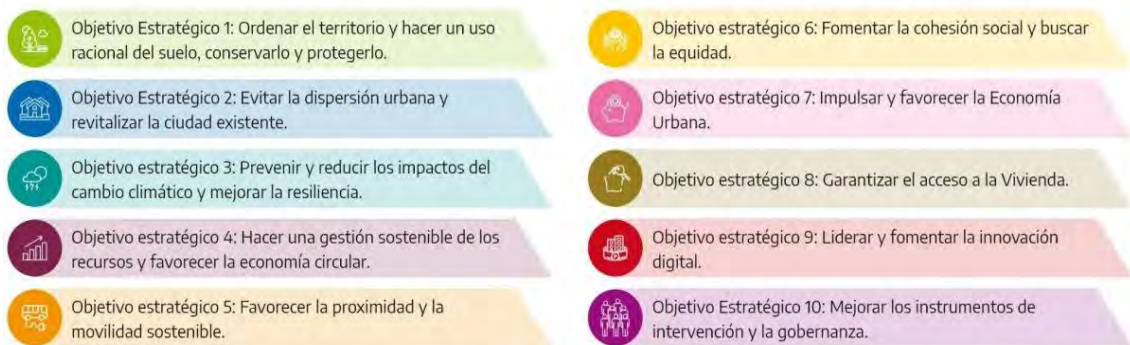 Objetivo Estratégico 1: Ordenar el territorio y hacer un uso
racional del suelo, conservarlo y protegerlo.
Objetivo Estratégico 2: Evitar la dispersión urbana y
revitalizar la ciudad existente.
Objetivo estratégico 3: Prevenir y reducir los impactos del
cambio climático y mejorar la resiliencia.
Objetivo estratégico 4: Hacer una gestión sostenible de los
recursos y favorecer la economía circular.
Objetivo estratégico 5: Favorecer la proximidad y la
movilidad sostenible.
Objetivo estratégico 6: Fomentar la cohesión social y buscar
la equidad.
Objetivo estratégico 7: Impulsar y favorecer la Economía
Urbana.
Objetivo estratégico 8: Garantizar el acceso a la Vivienda.
Objetivo estratégico 9: Liderar y fomentar la innovación
digital.
Objetivo Estratégico 10: Mejorar los instrumentos de
intervención y la gobernanza.